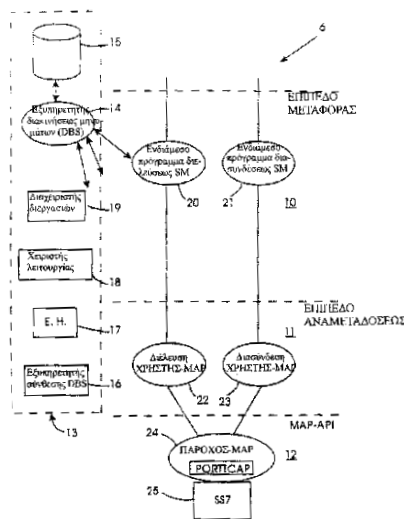 15
6
14
Εξυπηρετητής
διακινήσεως μηνυ-
μάτων (DBS)
ΕΠΙΠΕΔΟ
ΜΕΤΑΦΟΡΑΣ
Ενδιάμεσο
πρόγραμμα διε-
λεύσεως SM
Ενδιάμεσο
πρόγραμμα δια-
συνδέσεως SM
20
21
10
Διαχειριστής
διεργασιών
19
Χειριστής
λειτουργίας
18
ΕΠΙΠΕΔΟ
ΑΝΑΜΕΤΑΔΟΣΕΩΣ
11
Ε. Η.
17
Διέλευση
ΧΡΗΣΤΗΣ-MAP
Διασύνδεση
ΧΡΗΣΤΗΣ-MAP
Εξυπηρετητής
σύνθεσης DBS
16
22
23
MAP-API
13
24
ΠΑΡΟΧΟΣ-MAP
PORTICAP
12
25
SS7